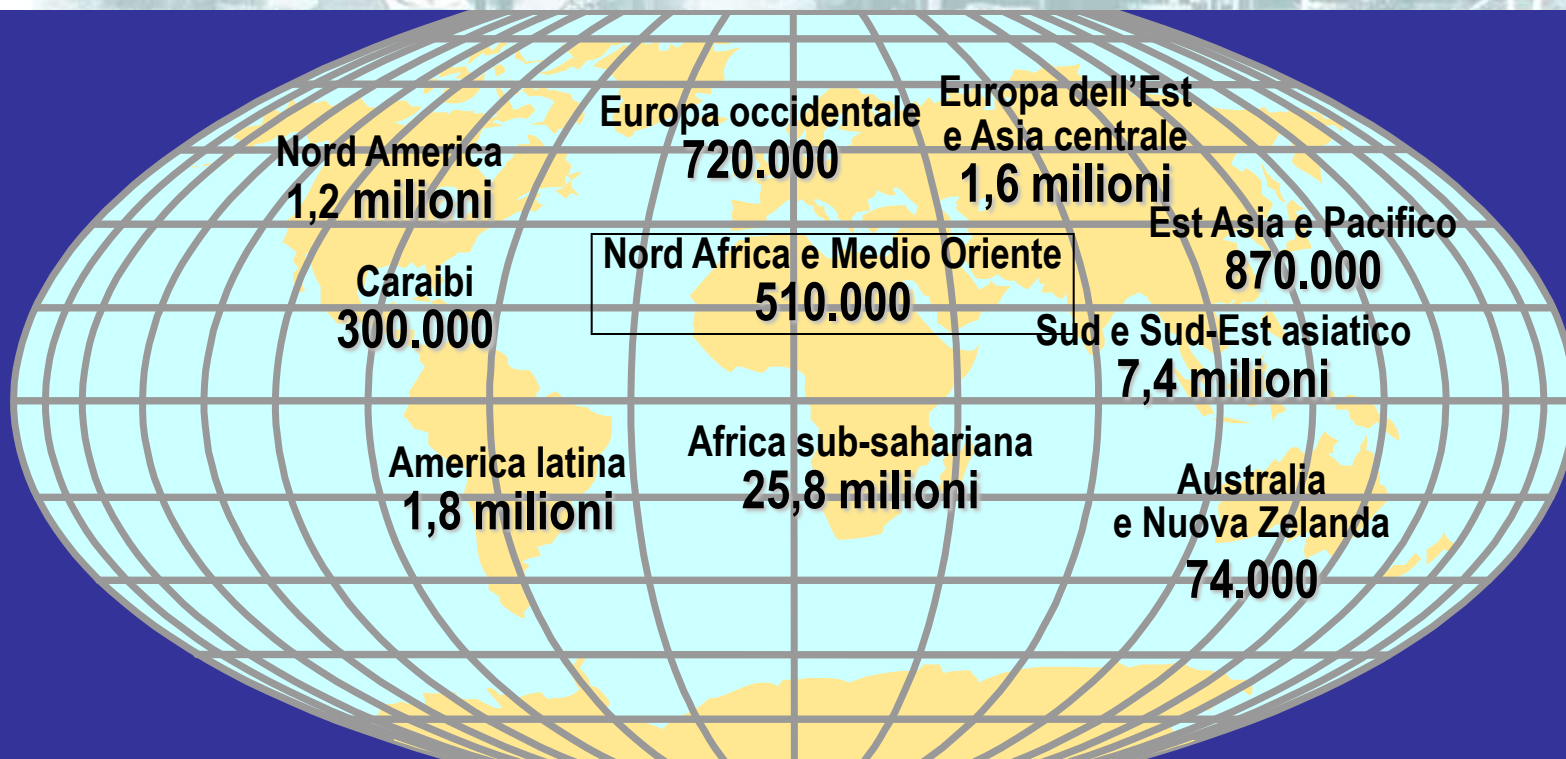 Nord America
1,2 milioni
Europa occidentale
720.000
Europa dell’Est
e Asia centrale
1,6 milioni
Est Asia e Pacifico
870.000
Caraibi
300.000
Nord Africa e Medio Oriente
510.000
Sud e Sud-Est asiatico
7,4 milioni
America latina
1,8 milioni
Africa sub-sahariana
25,8 milioni
Australia
e Nuova Zelanda
74.000